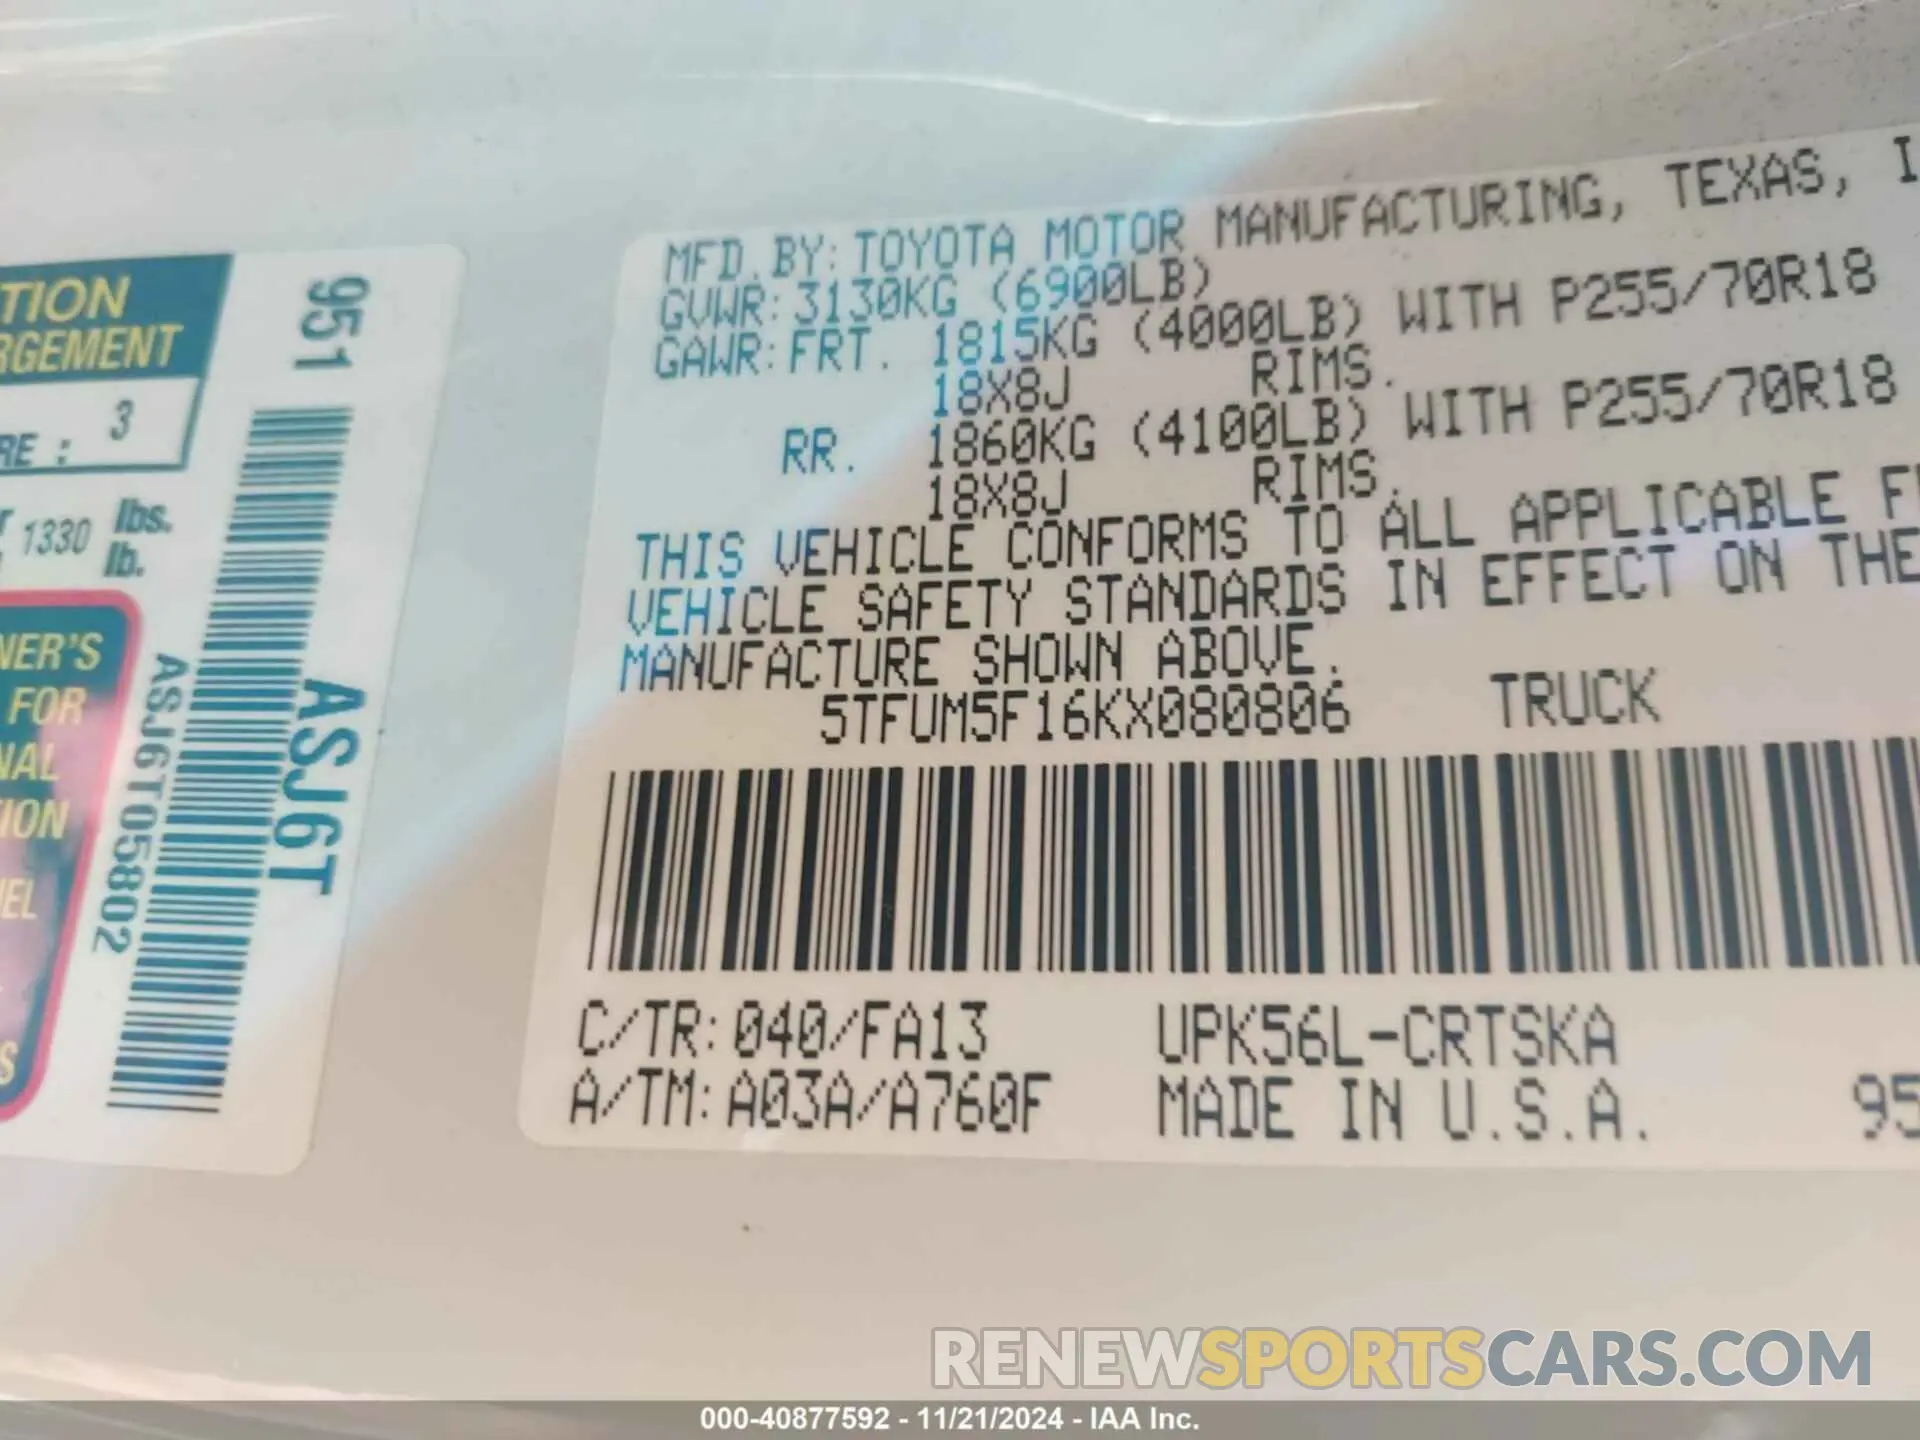 TION
RGEMENT
3
RE :
1330 lbs.
lb.
NER'S
FOR
NAL
ION
EL
S
951
ASJ6T05802
ASJ6T
MFD. BY: TOYOTA MOTOR MANUFACTURING, TEXAS, I
GVWR: 3130KG (6900LB)
GAWR: FRT. 1815KG (4000LB) WITH P255/70R18
18X8J RIMS.
RR. 1860KG (4100LB) WITH P255/70R18
18X8J RIMS.
THIS VEHICLE CONFORMS TO ALL APPLICABLE F
VEHICLE SAFETY STANDARDS IN EFFECT ON THE
MANUFACTURE SHOWN ABOVE.
5TFUM5F16KX080806 TRUCK
C/TR: 040/FA13 UPK56L-CRTSKA
A/TM: A03A/A760F MADE IN U.S.A. 95
RENEWSPORTSCARS.COM
000-40877592 - 11/21/2024 - IAA Inc.